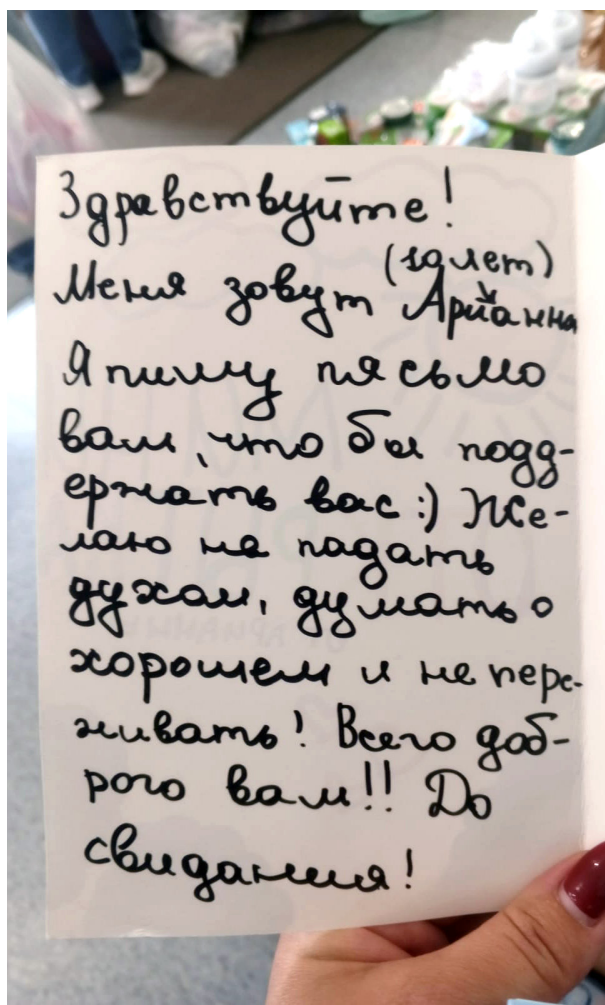 Здравствуйте!
(10 лет)
Меня зовут Арианна
Я пишу письмо
вам, что бы подд-
ержать вас :) Же-
лаю не падать
духом, думать о
хорошем и не пере-
живать! Всего доб-
рого вам!! До
свидания!